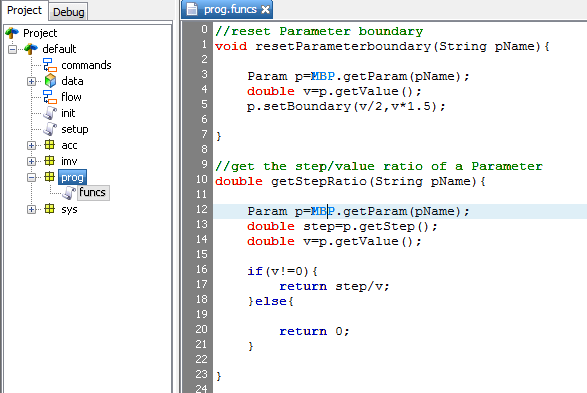 Project
Debug
Project
default
commands
data
flow
init
setup
acc
imv
prog
funcs
sys
prog.funcs
0 //reset Parameter boundary
1 void resetParameterboundary(String pName){
2
3 Param p=MBP.getParam(pName);
4 double v=p.getValue();
5 p.setBoundary(v/2,v*1.5);
6
7 }
8
9 //get the step/value ratio of a Parameter
10 double getStepRatio(String pName){
11
12 Param p=MBP.getParam(pName);
13 double step=p.getStep();
14 double v=p.getValue();
15
16 if(v!=0){
17 return step/v;
18 }else{
19
20 return 0;
21 }
22
23 }
24